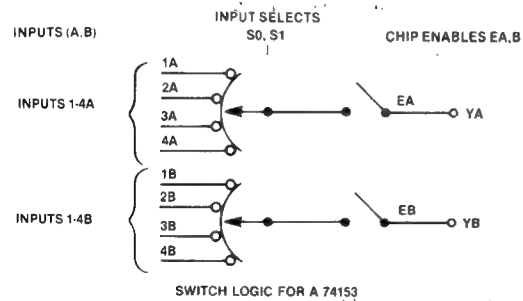 INPUT SELECTS
S0, S1
INPUTS (A,B)
CHIP ENABLES EA,B
1A
2A
3A
4A
INPUTS 1-4A
EA
YA
1B
2B
3B
4B
INPUTS 1-4B
EB
YB
SWITCH LOGIC FOR A 74153